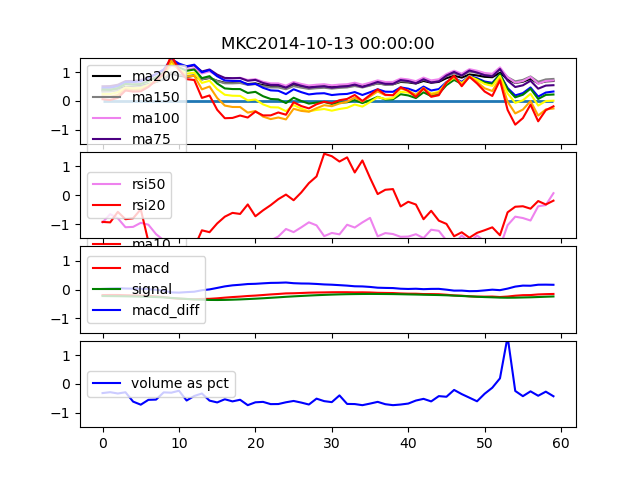 MKC2014-10-13 00:00:00
1
0
−1
ma200
ma150
ma100
ma75
1
0
−1
rsi50
rsi20
ma10
1
0
−1
macd
signal
macd_diff
1
0
−1
volume as pct
0 10 20 30 40 50 60